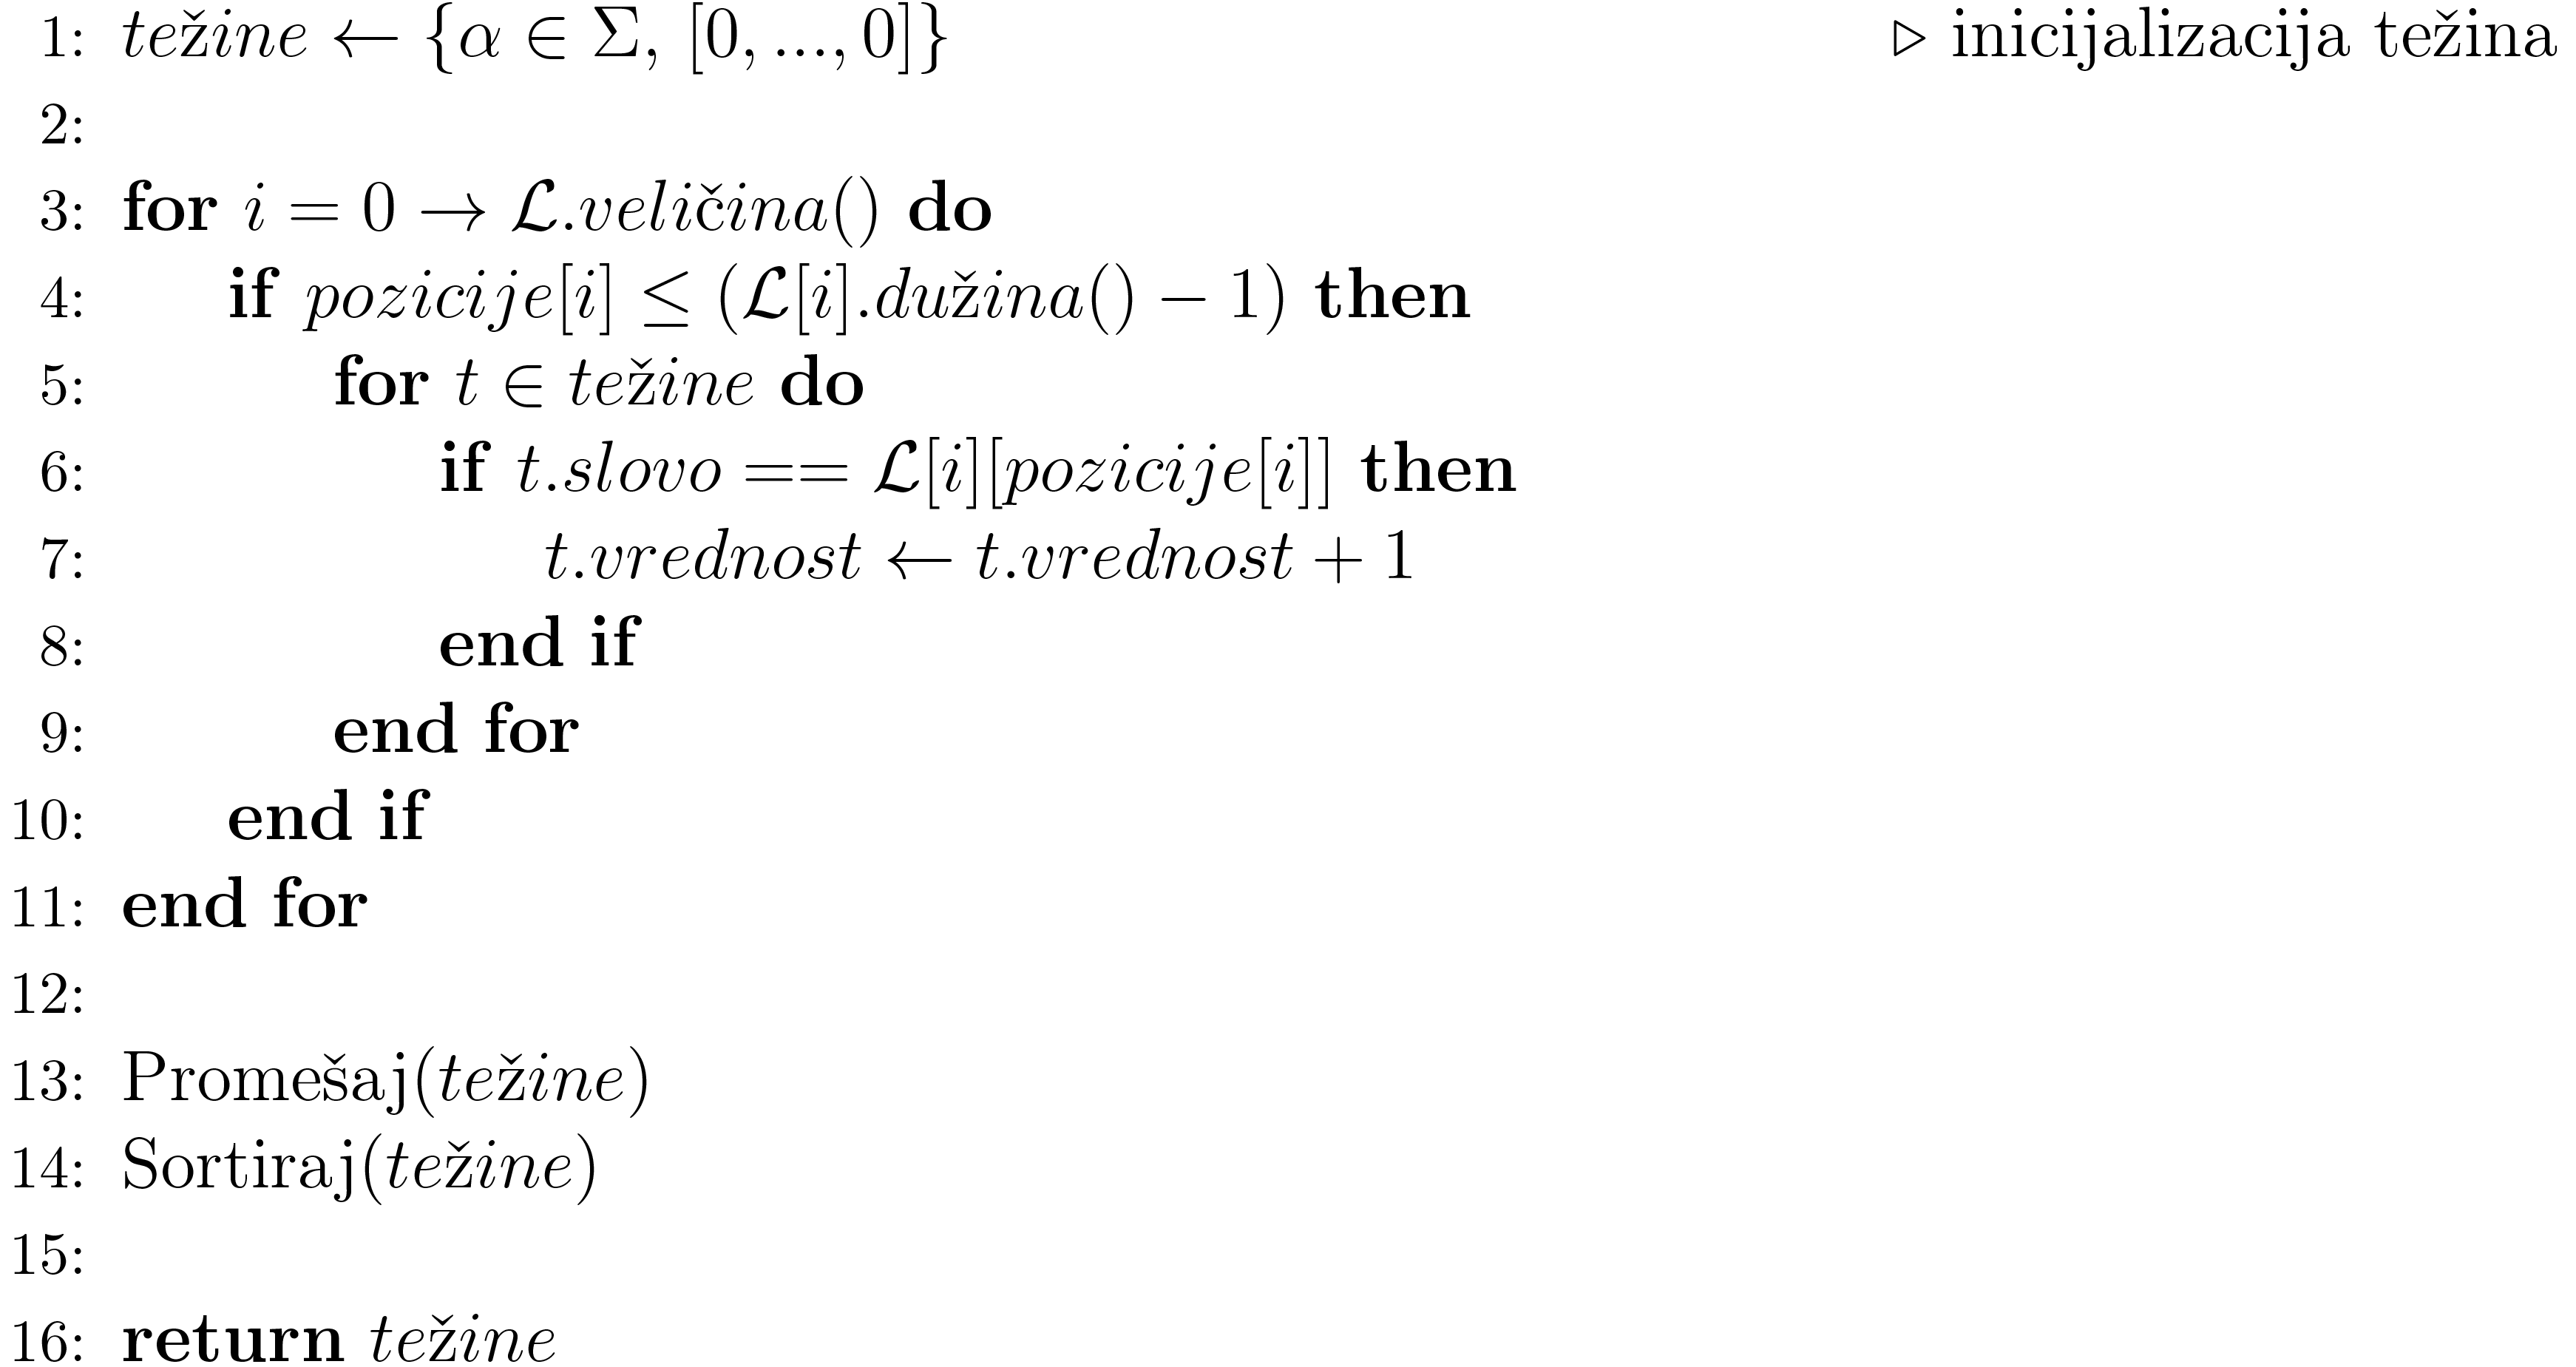 1: težine ← {α ∈ Σ, [0, ..., 0]} ▷ inicijalizacija težina
2:
3: for i = 0 → ℒ.veličina() do
4: if pozicije[i] ≤ (ℒ[i].dužina() − 1) then
5: for t ∈ težine do
6: if t.slovo == ℒ[i][pozicije[i]] then
7: t.vrednost ← t.vrednost + 1
8: end if
9: end for
10: end if
11: end for
12:
13: Promešaj(težine)
14: Sortiraj(težine)
15:
16: return težine